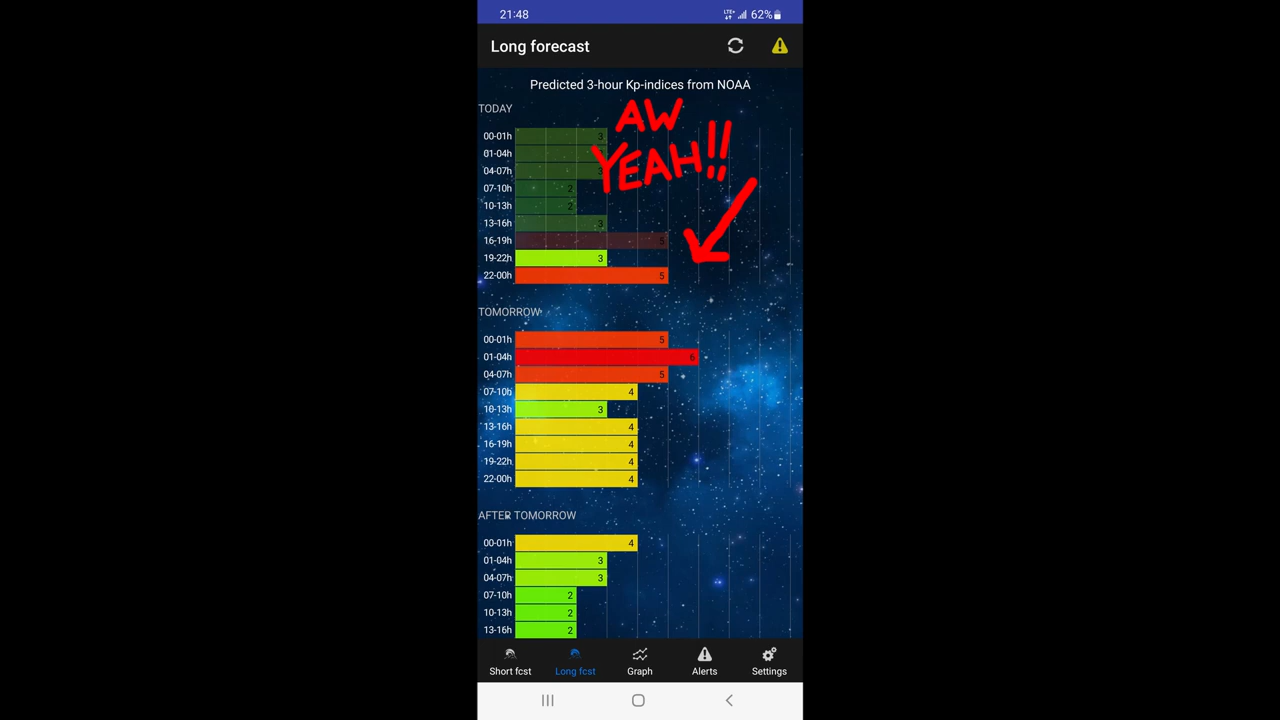 21:48 LTE+ 62%
Long forecast
Predicted 3-hour Kp-indices from NOAA
TODAY
AW
YEAH!!
00-01h 3
01-04h
04-07h 3
07-10h 2
10-13h 2
13-16h 3
16-19h 5
19-22h 3
22-00h 5
TOMORROW
00-01h 5
01-04h 6
04-07h 5
07-10h 4
10-13h 3
13-16h 4
16-19h 4
19-22h 4
22-00h 4
AFTER TOMORROW
00-01h 4
01-04h 3
04-07h 3
07-10h 2
10-13h 2
13-16h 2
Short fcst Long fcst Graph Alerts Settings